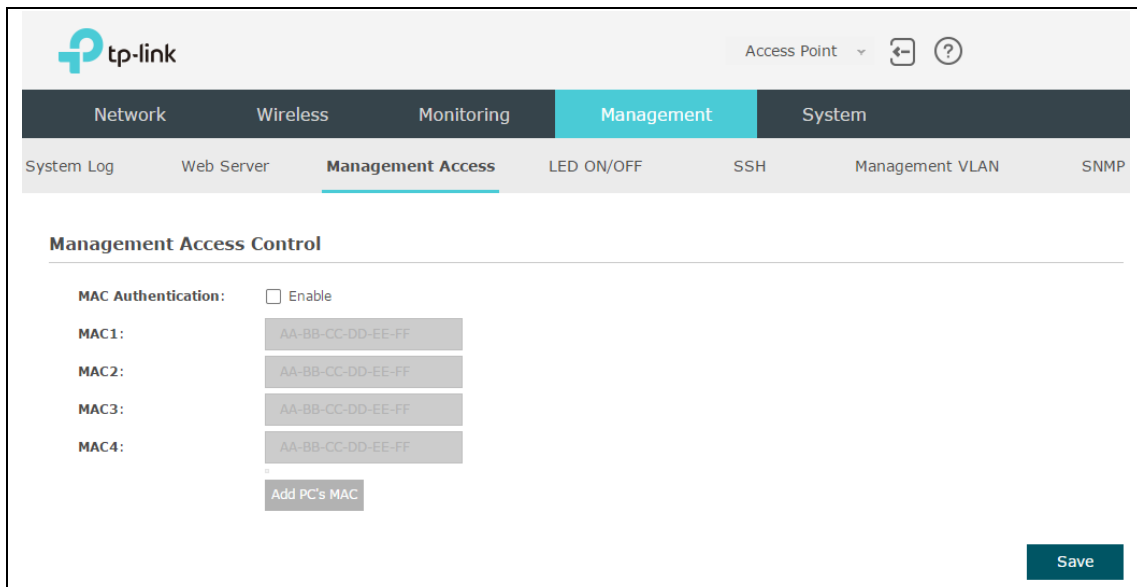 tp-link
Access Point
Network Wireless Monitoring Management System
System Log Web Server Management Access LED ON/OFF SSH Management VLAN SNMP
Management Access Control
MAC Authentication: Enable
MAC1: AA-BB-CC-DD-EE-FF
MAC2: AA-BB-CC-DD-EE-FF
MAC3: AA-BB-CC-DD-EE-FF
MAC4: AA-BB-CC-DD-EE-FF
Add PC's MAC
Save